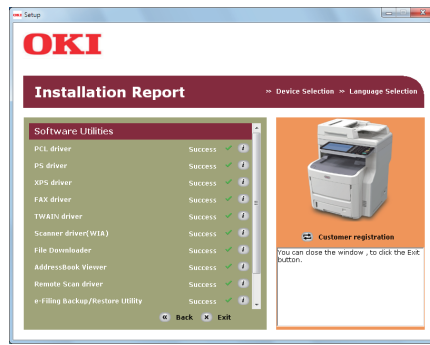 OKI Setup
OKI
Installation Report
» Device Selection » Language Selection
Software Utilities
PCL driver Success i
PS driver Success i
XPS driver Success i
FAX driver Success i
TWAIN driver Success i
Scanner driver(WIA) Success i
File Downloader Success i
AddressBook Viewer Success i
Remote Scan driver Success i
e-Filing Backup/Restore Utility Success i
« Back × Exit
Customer registration
You can close the window , to click the Exit
button.